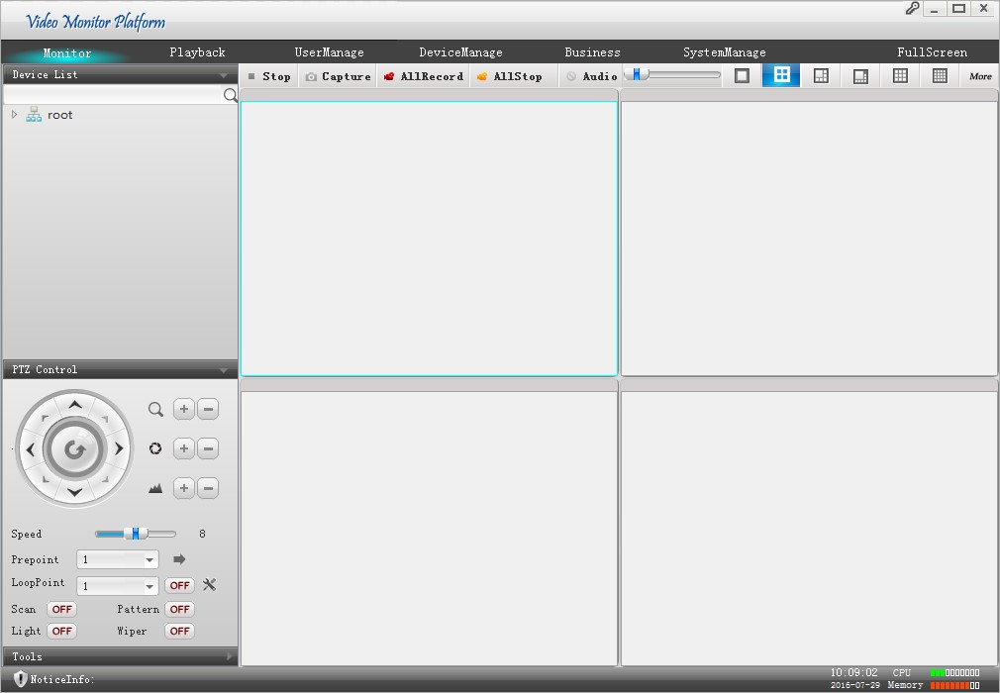 Video Monitor Platform
Monitor Playback UserManage DeviceManage Business SystemManage FullScreen
Device List
Stop Capture AllRecord AllStop Audio More
root
PTZ Control
Speed 8
Prepoint 1
LoopPoint 1 OFF
Scan OFF Pattern OFF
Light OFF Wiper OFF
Tools
NoticeInfo:
10:09:02 CPU
2016-07-29 Memory